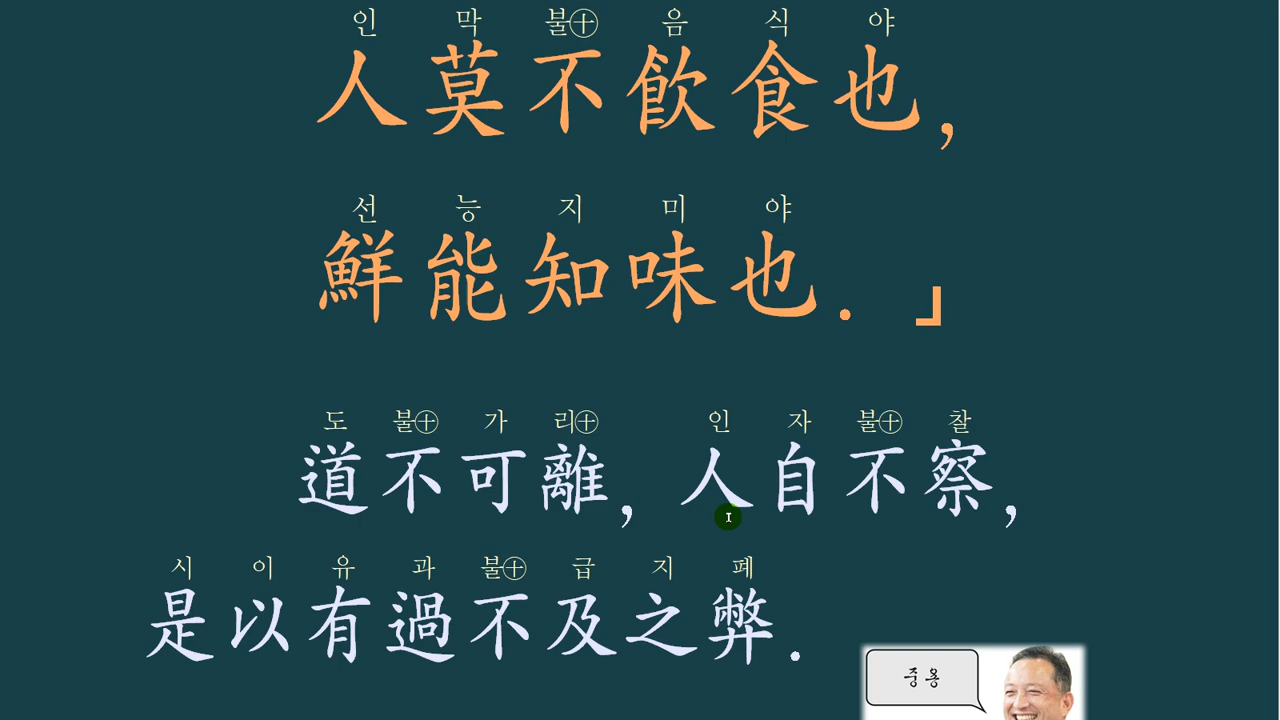 인 막 불㊉ 음 식 야
人莫不飮食也,
선 능 지 미 야
鮮能知味也. 」
도 불㊉ 가 리㊉ 인 자 불㊉ 찰
道不可離, 人自不察,
시 이 유 과 불㊉ 급 지 폐
是以有過不及之弊.
중용